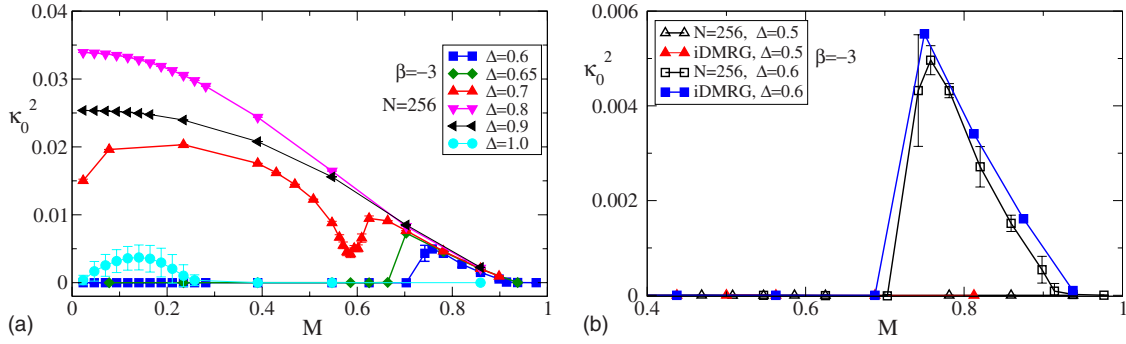 0.04
0.03
0.02
0.01
0
κ₀²
0 0.2 0.4 0.6 0.8 1
M
β=−3
N=256
Δ=0.6
Δ=0.65
Δ=0.7
Δ=0.8
Δ=0.9
Δ=1.0
(a)
0.006
0.004
0.002
0
κ₀²
0.4 0.6 0.8 1
M
N=256, Δ=0.5
iDMRG, Δ=0.5
N=256, Δ=0.6
iDMRG, Δ=0.6
β=−3
(b)